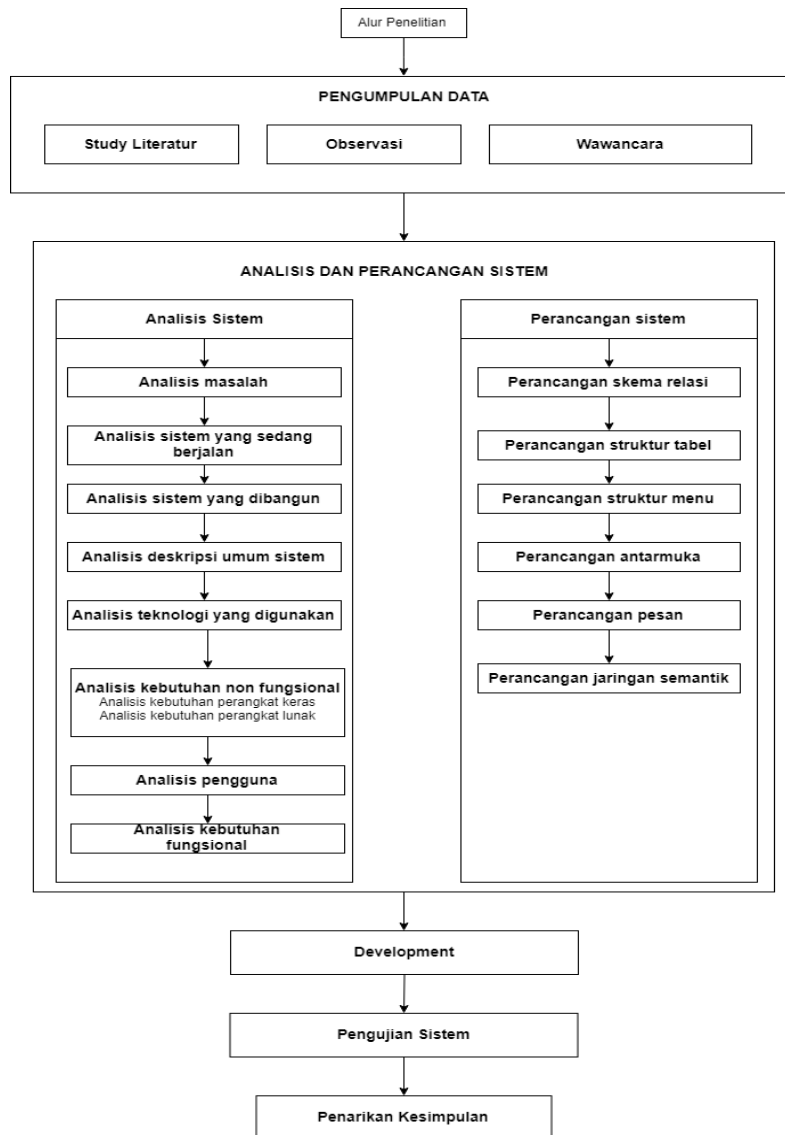 Alur Penelitian
PENGUMPULAN DATA
Study Literatur
Observasi
Wawancara
ANALISIS DAN PERANCANGAN SISTEM
Analisis Sistem
Analisis masalah
Analisis sistem yang sedang
berjalan
Analisis sistem yang dibangun
Analisis deskripsi umum sistem
Analisis teknologi yang digunakan
Analisis kebutuhan non fungsional
Analisis kebutuhan perangkat keras
Analisis kebutuhan perangkat lunak
Analisis pengguna
Analisis kebutuhan
fungsional
Perancangan sistem
Perancangan skema relasi
Perancangan struktur tabel
Perancangan struktur menu
Perancangan antarmuka
Perancangan pesan
Perancangan jaringan semantik
Development
Pengujian Sistem
Penarikan Kesimpulan